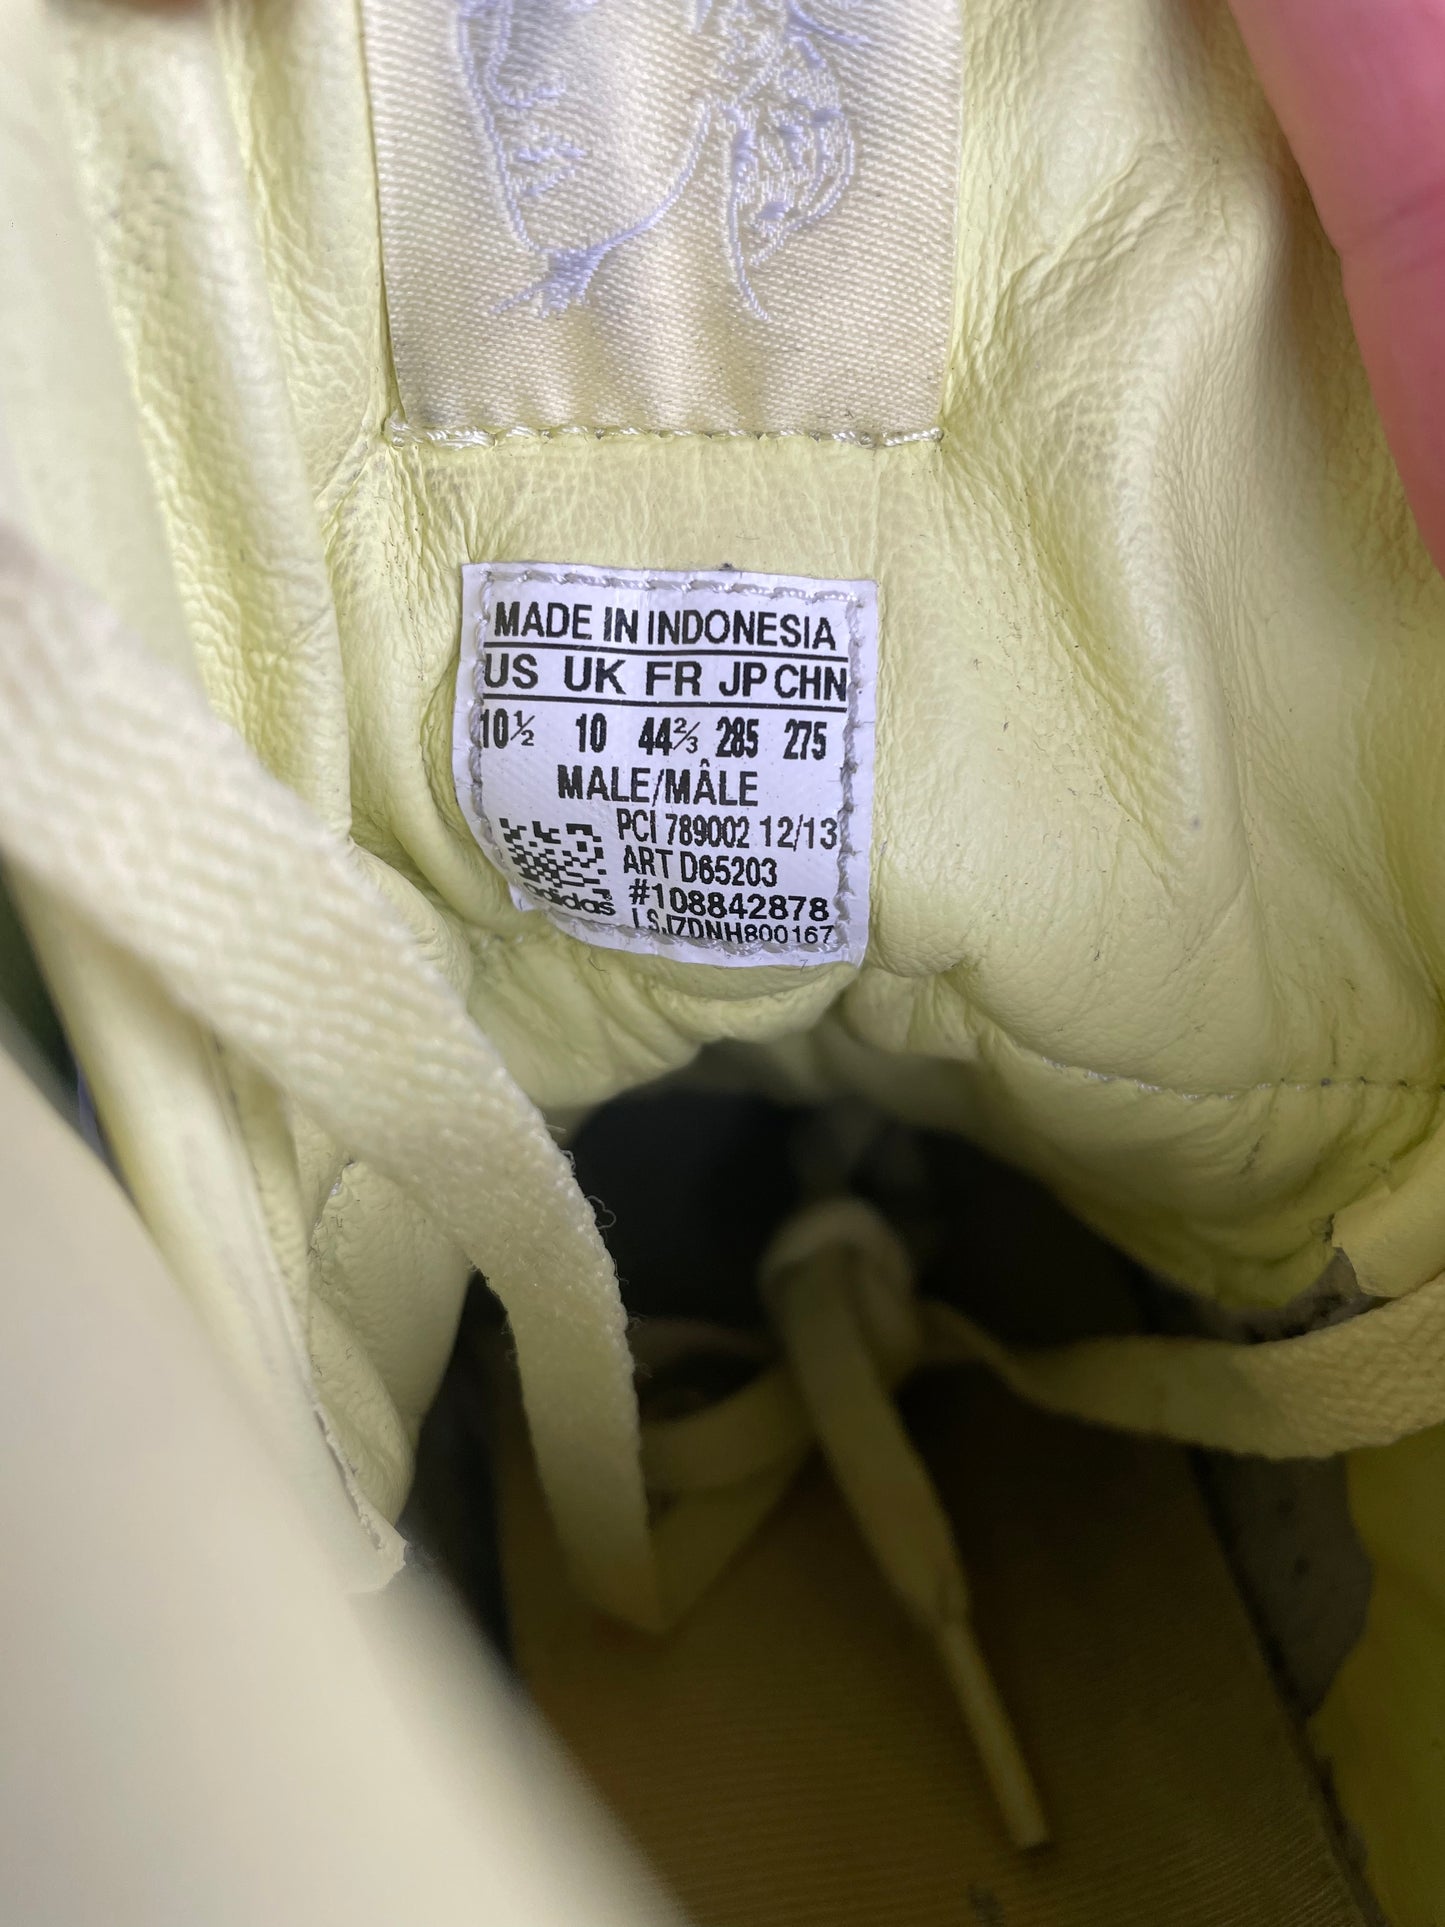 MADE IN INDONESIA
US UK FR JP CHN
10½ 10 44⅔ 285 275
MALE/MÂLE
PCI 789002 12/13
ART D65203
#108842878
adidas
LSJ7DNH800167